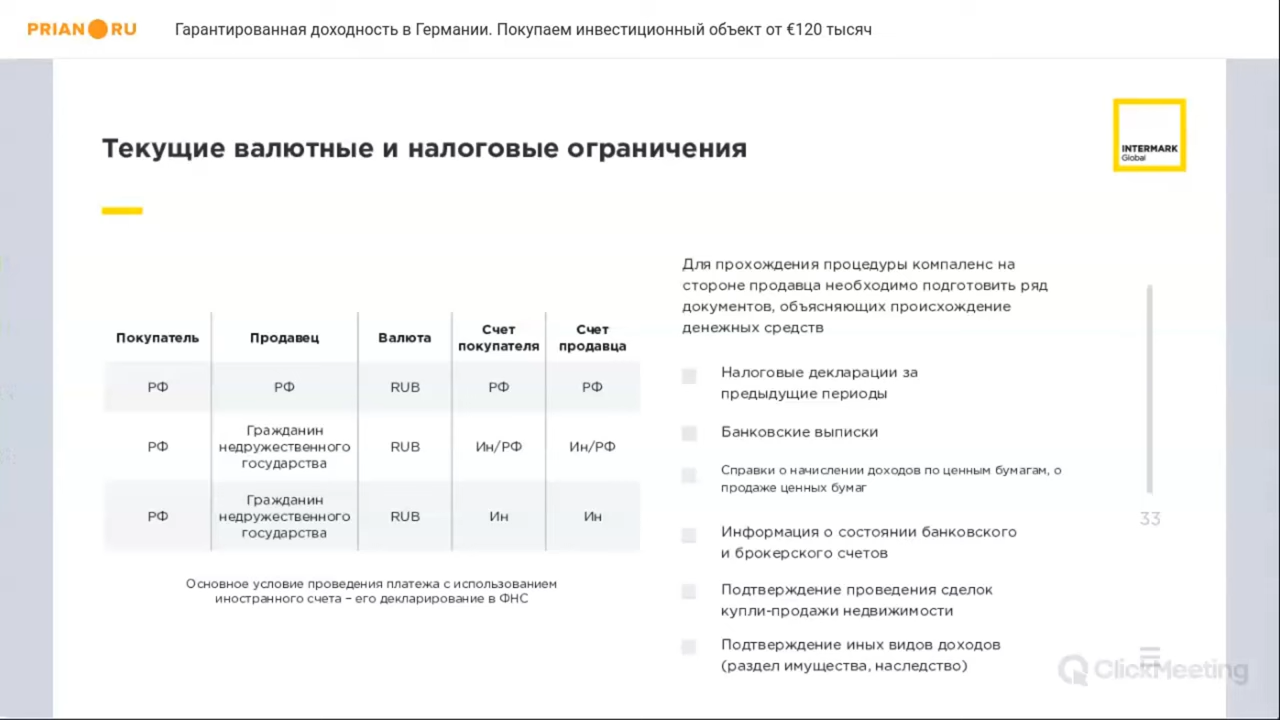 PRIAN RU
Гарантированная доходность в Германии. Покупаем инвестиционный объект от €120 тысяч
INTERMARK
Global
Текущие валютные и налоговые ограничения
Покупатель Продавец Валюта Счет покупателя Счет продавца
РФ РФ RUB РФ РФ
РФ Гражданин недружественного государства RUB Ин/РФ Ин/РФ
РФ Гражданин недружественного государства RUB Ин Ин
Основное условие проведения платежа с использованием
иностранного счета – его декларирование в ФНС
Для прохождения процедуры компаленс на
стороне продавца необходимо подготовить ряд
документов, объясняющих происхождение
денежных средств
Налоговые декларации за
предыдущие периоды
Банковские выписки
Справки о начислении доходов по ценным бумагам, о
продаже ценных бумаг
Информация о состоянии банковского
и брокерского счетов
Подтверждение проведения сделок
купли-продажи недвижимости
Подтверждение иных видов доходов
(раздел имущества, наследство)
33
ClickMeeting